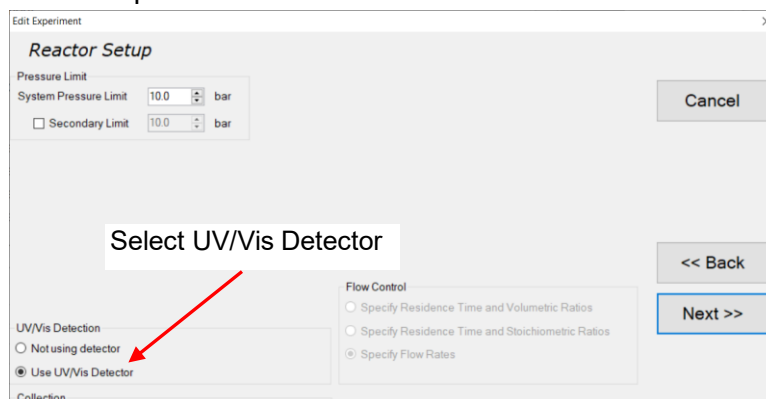 Edit Experiment
Reactor Setup
Pressure Limit
System Pressure Limit 10.0 bar
Secondary Limit 10.0 bar
Cancel
Select UV/Vis Detector
<< Back
Flow Control
Specify Residence Time and Volumetric Ratios
Next >>
UV/Vis Detection
Specify Residence Time and Stoichiometric Ratios
Not using detector
Specify Flow Rates
Use UV/Vis Detector
Collection